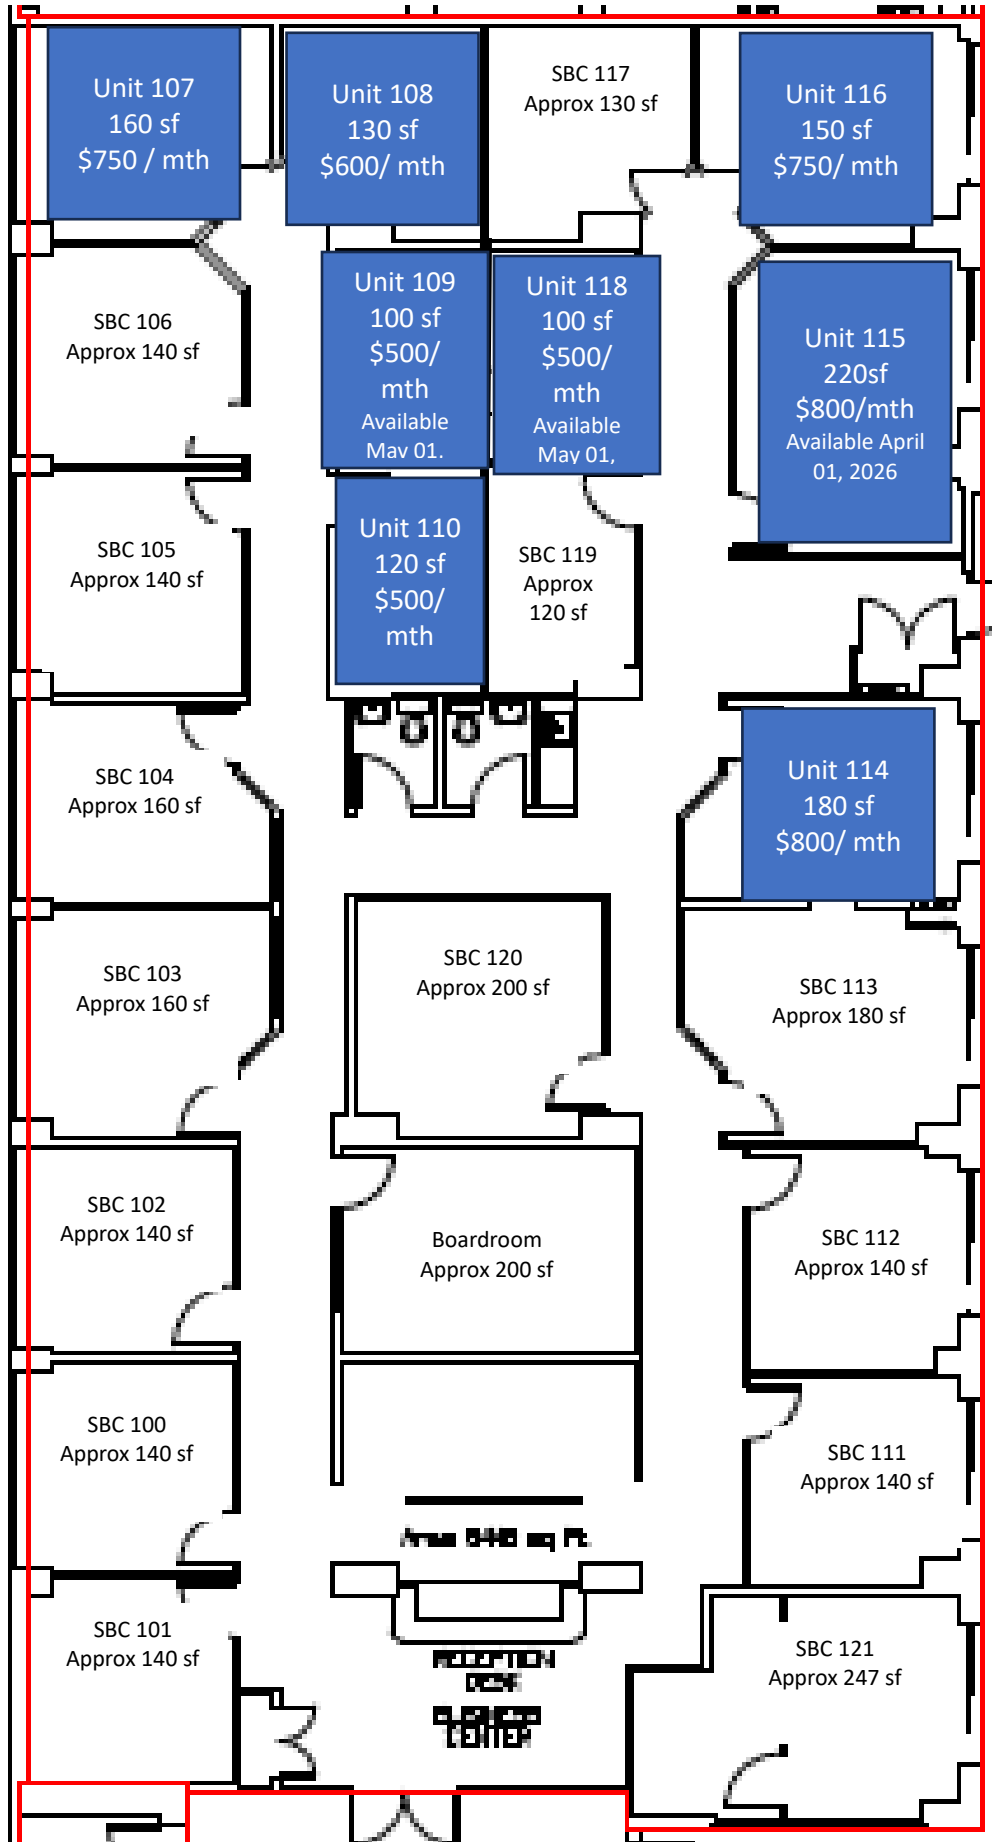 Unit 107
160 sf
$750 / mth
Unit 108
130 sf
$600/ mth
SBC 117
Approx 130 sf
Unit 116
150 sf
$750/ mth
SBC 106
Approx 140 sf
Unit 109
100 sf
$500/
mth
Available
May 01.
Unit 118
100 sf
$500/
mth
Available
May 01,
Unit 115
220sf
$800/mth
Available April
01, 2026
SBC 105
Approx 140 sf
Unit 110
120 sf
$500/
mth
SBC 119
Approx
120 sf
SBC 104
Approx 160 sf
Unit 114
180 sf
$800/ mth
SBC 103
Approx 160 sf
SBC 120
Approx 200 sf
SBC 113
Approx 180 sf
SBC 102
Approx 140 sf
Boardroom
Approx 200 sf
SBC 112
Approx 140 sf
SBC 100
Approx 140 sf
SBC 111
Approx 140 sf
sq Ft.
SBC 101
Approx 140 sf
RECEPTION
DESK
CENTER
SBC 121
Approx 247 sf